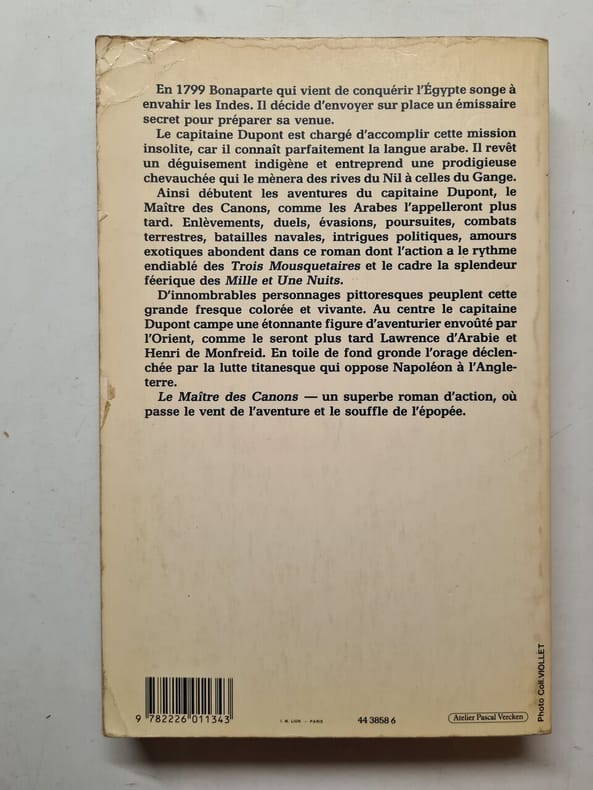 En 1799 Bonaparte qui vient de conquérir l'Égypte songe à
envahir les Indes. Il décide d'envoyer sur place un émissaire
secret pour préparer sa venue.
Le capitaine Dupont est chargé d'accomplir cette mission
insolite, car il connaît parfaitement la langue arabe. Il revêt
un déguisement indigène et entreprend une prodigieuse
chevauchée qui le mènera des rives du Nil à celles du Gange.
Ainsi débutent les aventures du capitaine Dupont, le
Maître des Canons, comme les Arabes l'appelleront plus
tard. Enlèvements, duels, évasions, poursuites, combats
terrestres, batailles navales, intrigues politiques, amours
exotiques abondent dans ce roman dont l'action a le rythme
endiablé des Trois Mousquetaires et le cadre la splendeur
féerique des Mille et Une Nuits.
D'innombrables personnages pittoresques peuplent cette
grande fresque colorée et vivante. Au centre le capitaine
Dupont campe une étonnante figure d'aventurier envoûté par
l'Orient, comme le seront plus tard Lawrence d'Arabie et
Henri de Monfreid. En toile de fond gronde l'orage déclen-
chée par la lutte titanesque qui oppose Napoléon à l'Angle-
terre.
Le Maître des Canons — un superbe roman d'action, où
passe le vent de l'aventure et le souffle de l'épopée.
Photo Coll.VIOLLET
9 782226 011343
I. M. LION - PARIS
44 3858 6
Atelier Pascal Vercken